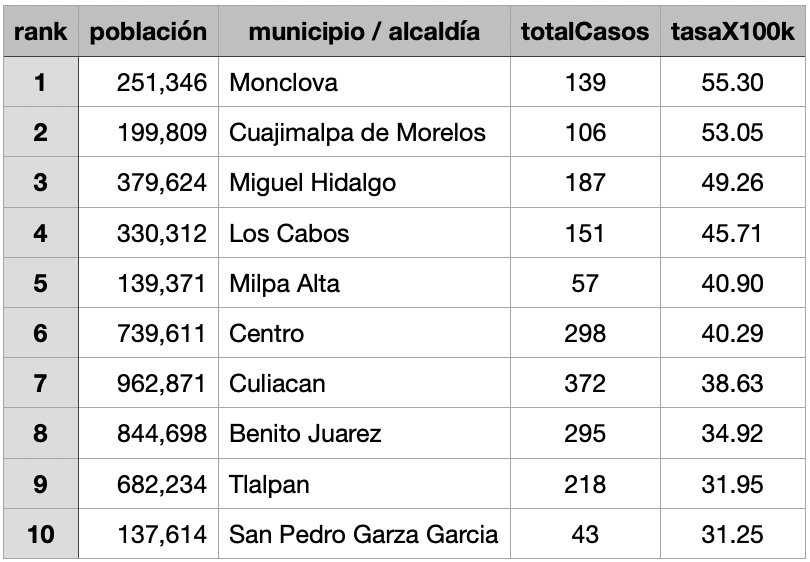 rank población municipio / alcaldía totalCasos tasaX100k
1 251,346 Monclova 139 55.30
2 199,809 Cuajimalpa de Morelos 106 53.05
3 379,624 Miguel Hidalgo 187 49.26
4 330,312 Los Cabos 151 45.71
5 139,371 Milpa Alta 57 40.90
6 739,611 Centro 298 40.29
7 962,871 Culiacan 372 38.63
8 844,698 Benito Juarez 295 34.92
9 682,234 Tlalpan 218 31.95
10 137,614 San Pedro Garza Garcia 43 31.25